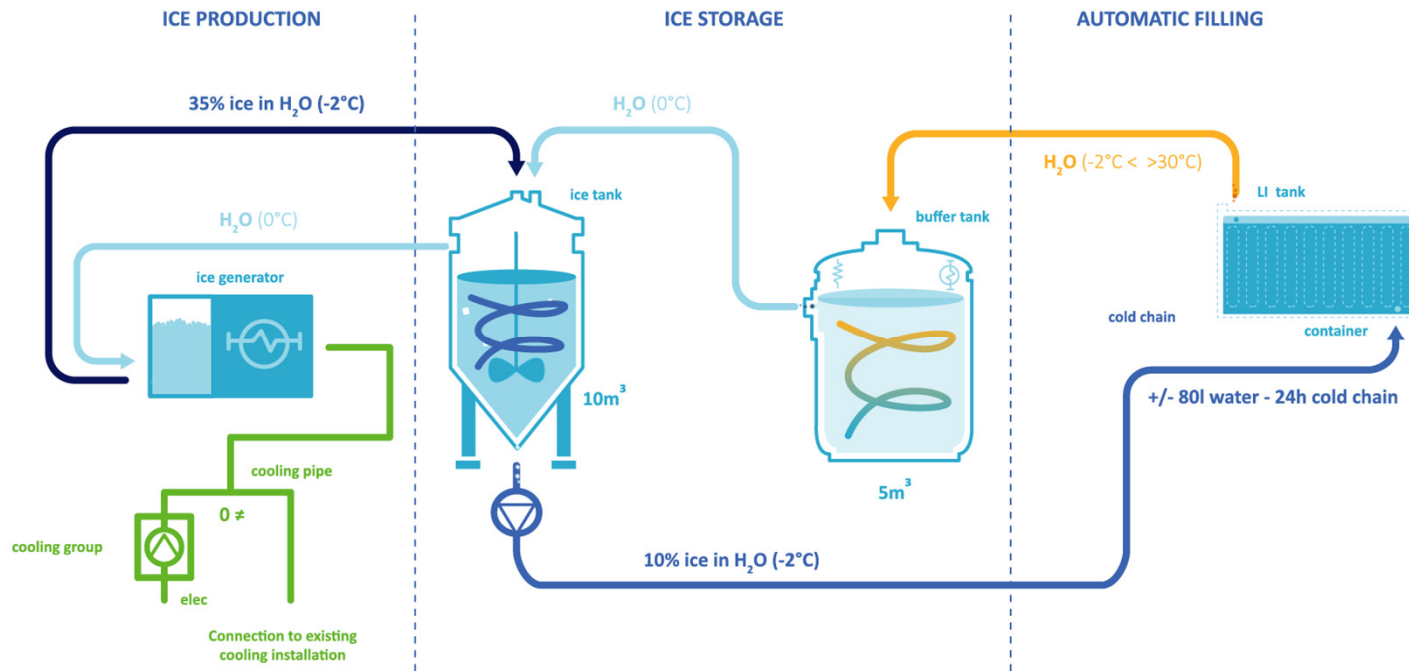 ICE PRODUCTION
ICE STORAGE
AUTOMATIC FILLING
35% ice in H₂O (-2°C)
H₂O (0°C)
H₂O (-2°C < >30°C)
ice tank
LI tank
H₂O (0°C)
buffer tank
ice generator
cold chain
container
10m³
+/- 80l water - 24h cold chain
cooling pipe
5m³
0 ≠
cooling group
10% ice in H₂O (-2°C)
elec
Connection to existing
cooling installation